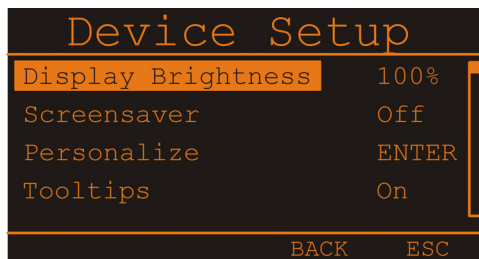 Device Setup
Display Brightness 100%
Screensaver Off
Personalize ENTER
Tooltips On
BACK ESC